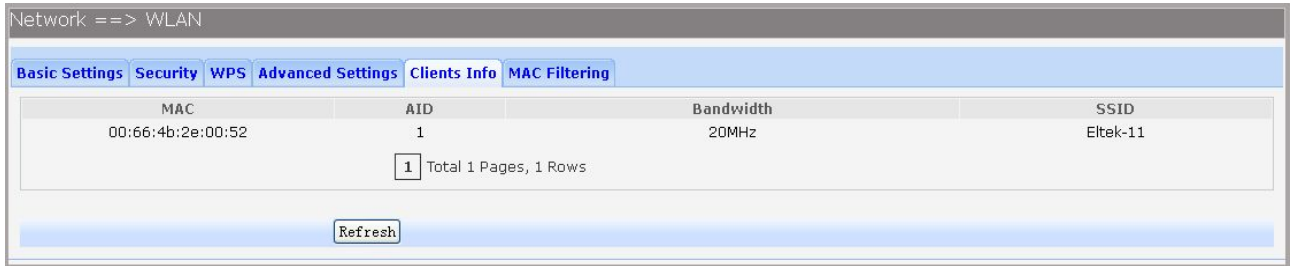 Network ==> WLAN
Basic Settings Security WPS Advanced Settings Clients Info MAC Filtering
MAC AID Bandwidth SSID
00:66:4b:2e:00:52 1 20MHz Eltek-11
1 Total 1 Pages, 1 Rows
Refresh